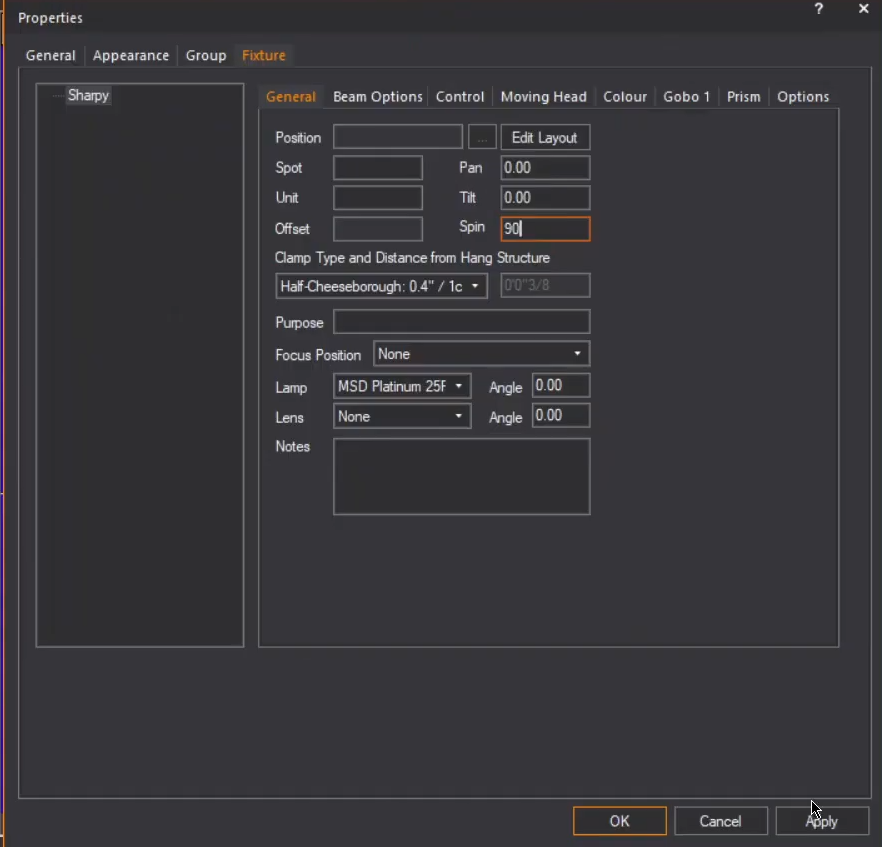 Properties ? ×
General Appearance Group Fixture
Sharpy
General Beam Options Control Moving Head Colour Gobo 1 Prism Options
Position ... Edit Layout
Spot Pan 0.00
Unit Tilt 0.00
Offset Spin 90
Clamp Type and Distance from Hang Structure
Half-Cheeseborough: 0.4" / 1c 0'0"3/8
Purpose
Focus Position None
Lamp MSD Platinum 25F Angle 0.00
Lens None Angle 0.00
Notes
OK Cancel Apply